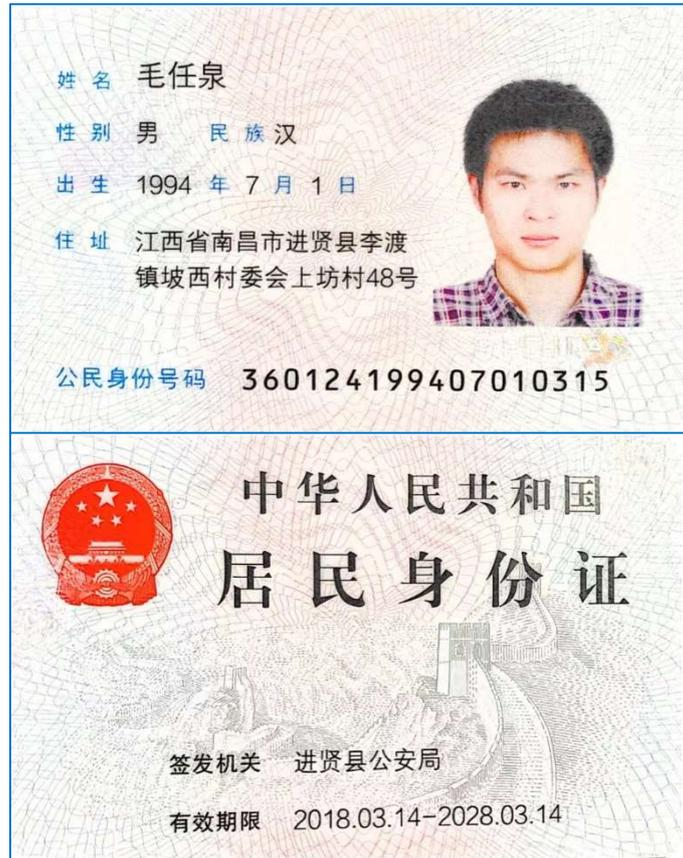 姓名 毛任泉
性别 男 民族 汉
出生 1994 年 7 月 1 日
住址 江西省南昌市进贤县李渡
镇坡西村委会上坊村48号
公民身份号码 360124199407010315
中华人民共和国
居民身份证
签发机关 进贤县公安局
有效期限 2018.03.14-2028.03.14